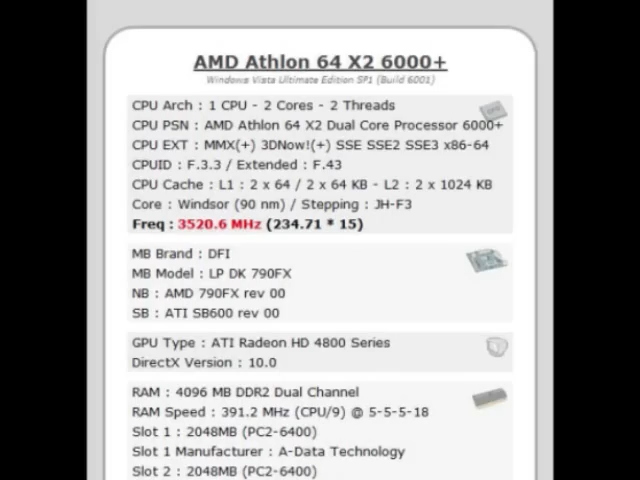 AMD Athlon 64 X2 6000+
Windows Vista Ultimate Edition SP1 (Build 6001)
CPU Arch : 1 CPU - 2 Cores - 2 Threads
CPU PSN : AMD Athlon 64 X2 Dual Core Processor 6000+
CPU EXT : MMX(+) 3DNow!(+) SSE SSE2 SSE3 x86-64
CPUID : F.3.3 / Extended : F.43
CPU Cache : L1 : 2 x 64 / 2 x 64 KB - L2 : 2 x 1024 KB
Core : Windsor (90 nm) / Stepping : JH-F3
Freq : 3520.6 MHz (234.71 * 15)
MB Brand : DFI
MB Model : LP DK 790FX
NB : AMD 790FX rev 00
SB : ATI SB600 rev 00
GPU Type : ATI Radeon HD 4800 Series
DirectX Version : 10.0
RAM : 4096 MB DDR2 Dual Channel
RAM Speed : 391.2 MHz (CPU/9) @ 5-5-5-18
Slot 1 : 2048MB (PC2-6400)
Slot 1 Manufacturer : A-Data Technology
Slot 2 : 2048MB (PC2-6400)